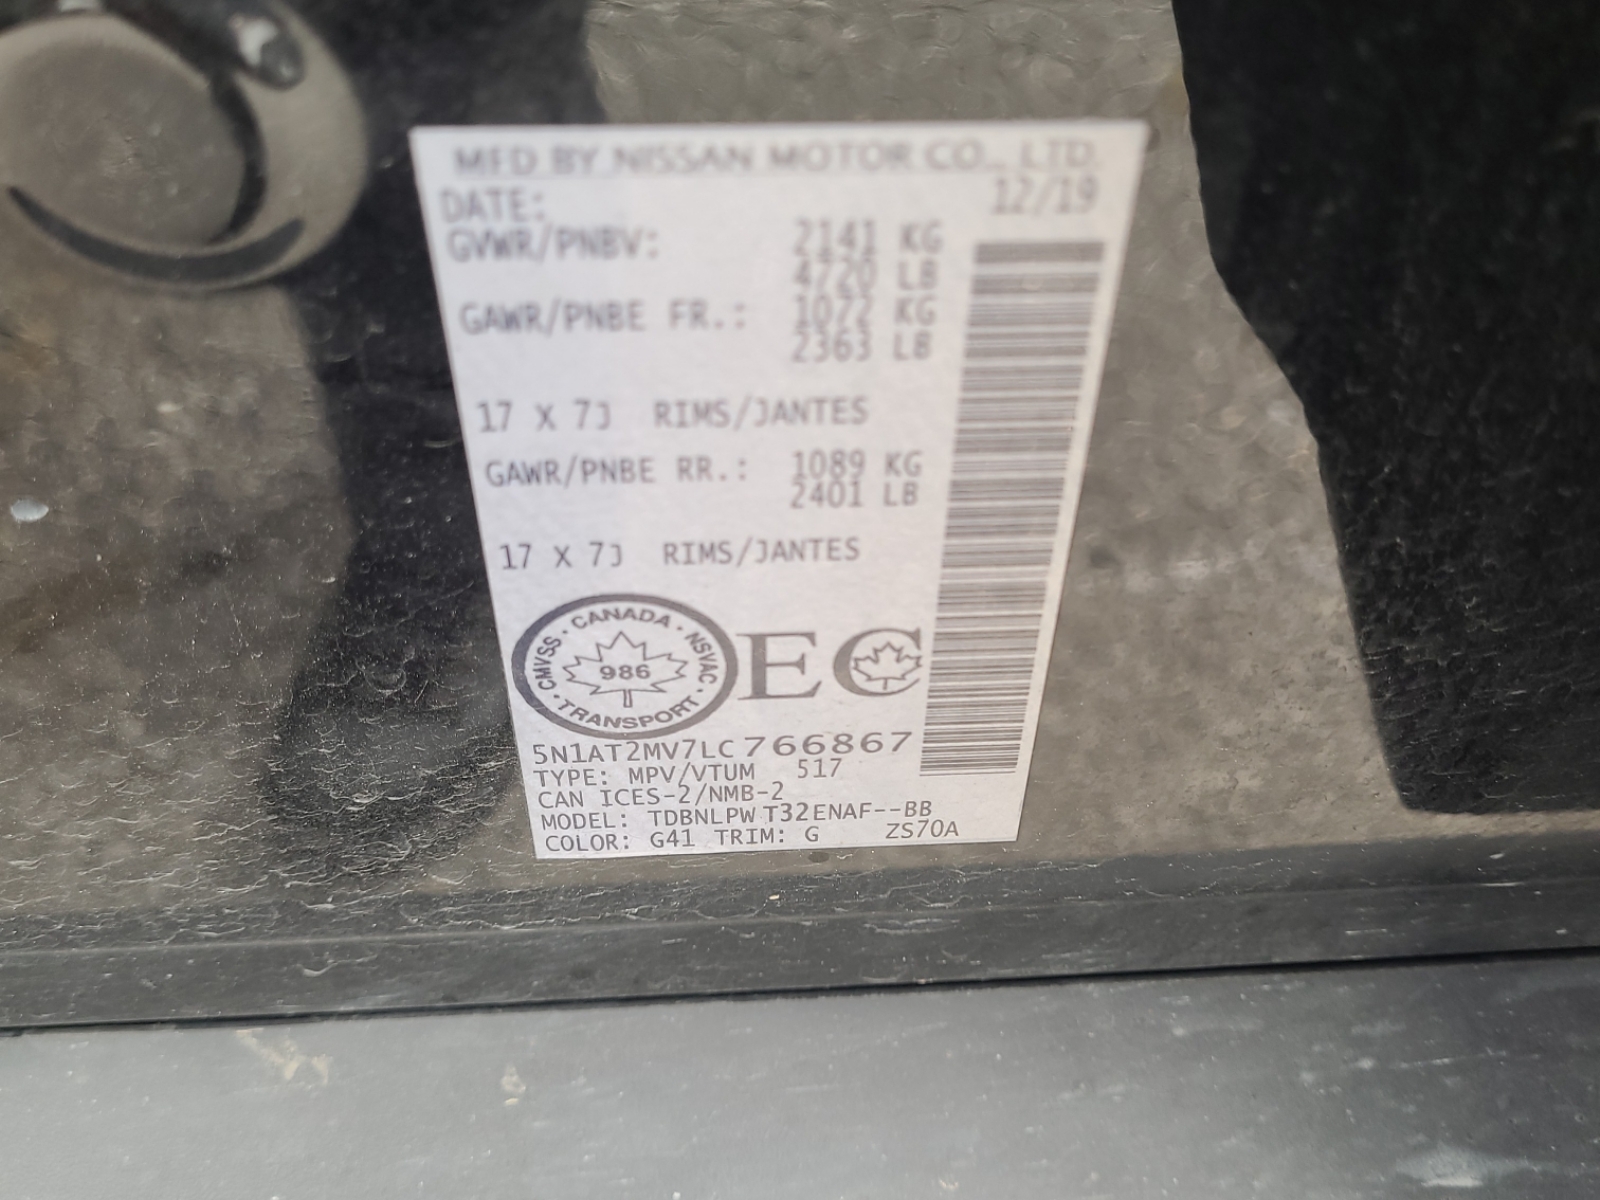 MFD BY NISSAN MOTOR CO., LTD.
DATE: 12/19
GVWR/PNBV: 2141 KG
4720 LB
GAWR/PNBE FR.: 1072 KG
2363 LB
17 X 7J RIMS/JANTES
GAWR/PNBE RR.: 1089 KG
2401 LB
17 X 7J RIMS/JANTES
CMVSS · CANADA · NSVAC · TRANSPORT ·
986
EC
5N1AT2MV7LC766867
TYPE: MPV/VTUM 517
CAN ICES-2/NMB-2
MODEL: TDBNLPW T32ENAF--BB
COLOR: G41 TRIM: G ZS70A